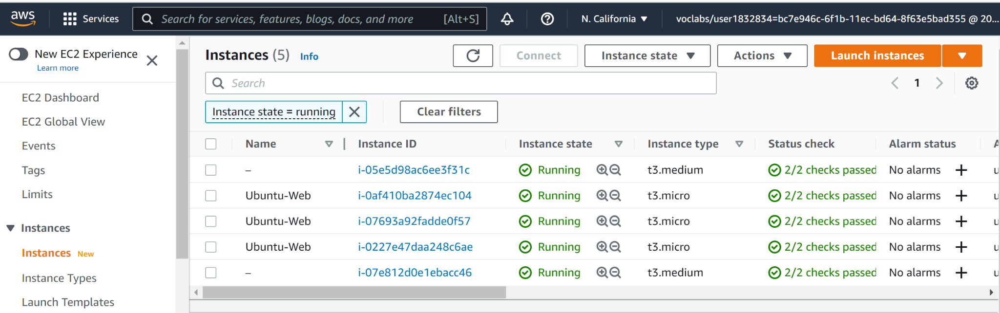 aws Services Search for services, features, blogs, docs, and more [Alt+S] N. California voclabs/user1832834=bc7e946c-6f1b-11ec-bd64-8f63e5bad355 @ 20...
New EC2 Experience
Learn more
EC2 Dashboard
EC2 Global View
Events
Tags
Limits
Instances
Instances New
Instance Types
Launch Templates
Instances (5) Info Connect Instance state Actions Launch instances
Search 1
Instance state = running Clear filters
Name Instance ID Instance state Instance type Status check Alarm status
– i-05e5d98ac6ee3f31c Running t3.medium 2/2 checks passed No alarms +
Ubuntu-Web i-0af410ba2874ec104 Running t3.micro 2/2 checks passed No alarms +
Ubuntu-Web i-07693a92fadde0f57 Running t3.micro 2/2 checks passed No alarms +
Ubuntu-Web i-0227e47daa248c6ae Running t3.micro 2/2 checks passed No alarms +
– i-07e812d0e1ebacc46 Running t3.medium 2/2 checks passed No alarms +